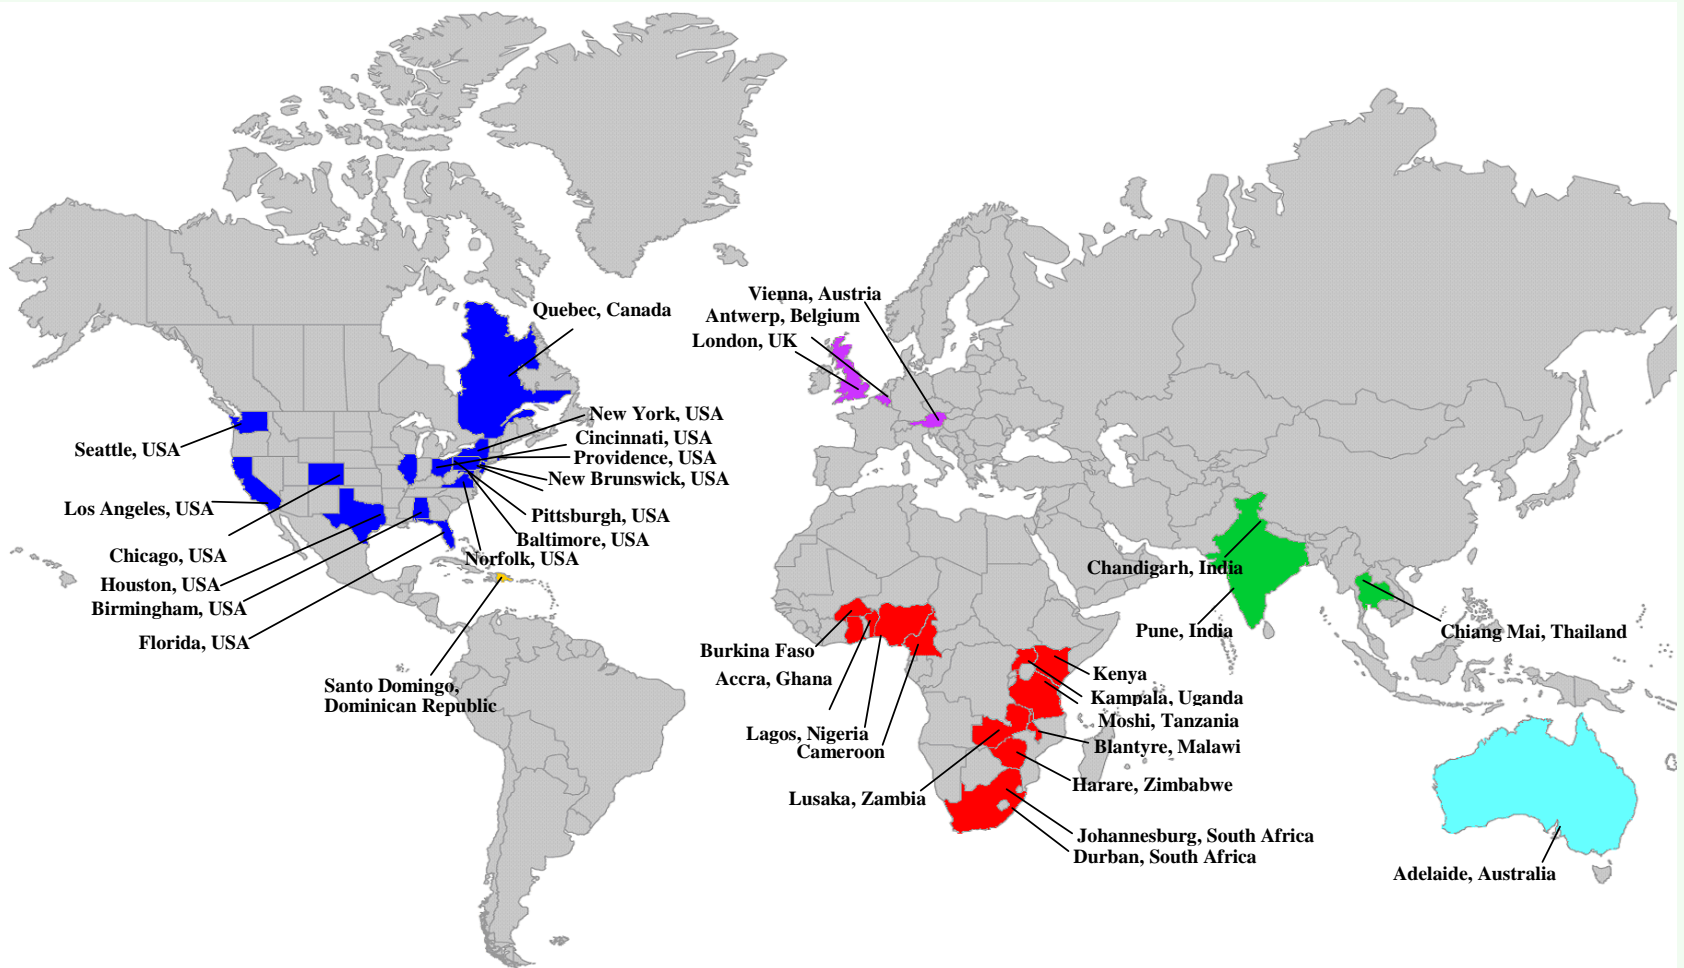 Quebec, Canada
New York, USA
Cincinnati, USA
Providence, USA
New Brunswick, USA
Pittsburgh, USA
Baltimore, USA
Norfolk, USA
Seattle, USA
Los Angeles, USA
Chicago, USA
Houston, USA
Birmingham, USA
Florida, USA
Santo Domingo,
Dominican Republic
Vienna, Austria
Antwerp, Belgium
London, UK
Burkina Faso
Accra, Ghana
Lagos, Nigeria
Cameroon
Lusaka, Zambia
Kenya
Kampala, Uganda
Moshi, Tanzania
Blantyre, Malawi
Harare, Zimbabwe
Johannesburg, South Africa
Durban, South Africa
Chandigarh, India
Pune, India
Chiang Mai, Thailand
Adelaide, Australia